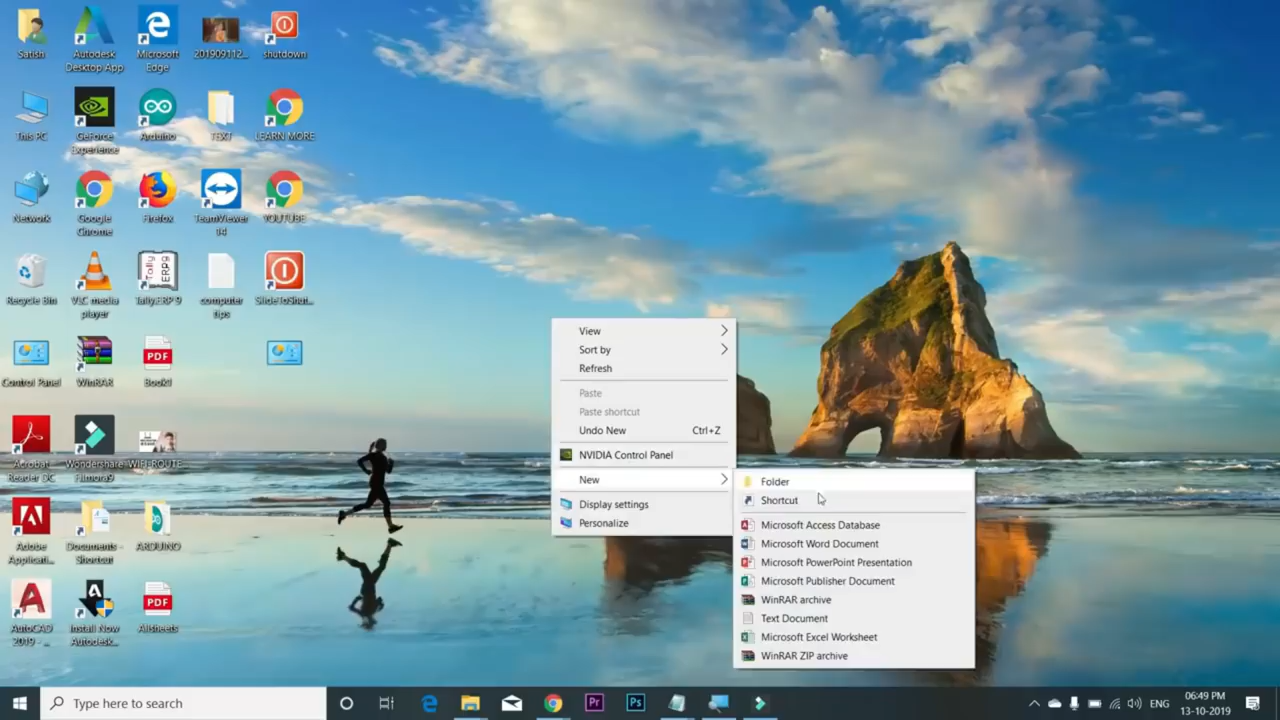 Satish
Autodesk
Desktop App
Microsoft
Edge
201909112...
shutdown
This PC
GeForce
Experience
Arduino
TEXT
LEARN MORE
Network
Google
Chrome
Firefox
TeamViewer
14
YOUTUBE
Recycle Bin
VLC media
player
Tally.ERP 9
computer
tips
SlideToShut...
Control Panel
WinRAR
Book1
Acrobat
Reader DC
Wondershare
Filmora9
WIFI-ROUTE...
Adobe
Applicati...
Documents -
Shortcut
ARDUINO
AutoCAD
2019 - ...
Install Now
Autodesk...
Allsheets
View
Sort by
Refresh
Paste
Paste shortcut
Undo New Ctrl+Z
NVIDIA Control Panel
New
Display settings
Personalize
Folder
Shortcut
Microsoft Access Database
Microsoft Word Document
Microsoft PowerPoint Presentation
Microsoft Publisher Document
WinRAR archive
Text Document
Microsoft Excel Worksheet
WinRAR ZIP archive
Type here to search
ENG
06:49 PM
13-10-2019